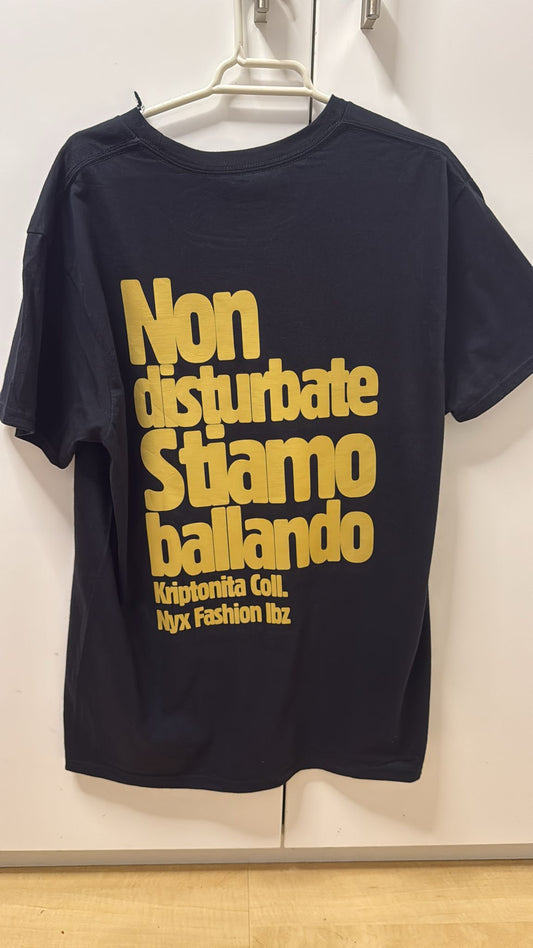 Non
disturbate
Stiamo
ballando
Kriptonita Coll.
Nyx Fashion Ibz